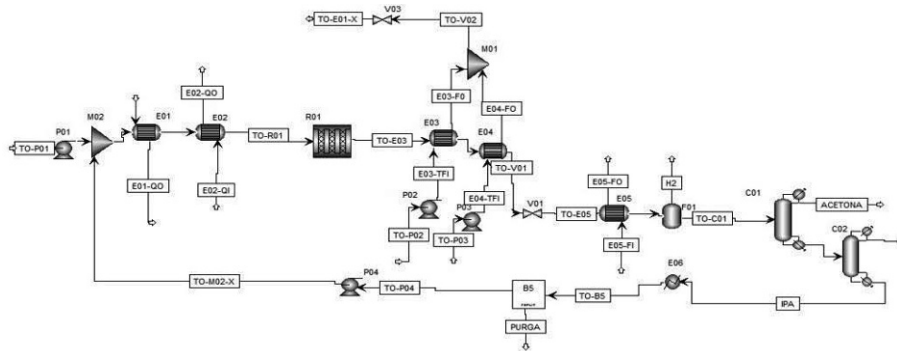 V03
TO-E01-X
TO-V02
M01
E02-QO
E03-F0
E04-FO
P01
M02
E01
E02
R01
E03
E04
TO-P01
TO-R01
TO-E03
TO-V01
E01-QO
E02-QI
E03-TFI
E04-TFI
P02
P03
TO-P02
TO-P03
V01
E05-FO
TO-E05
E05
E05-FI
H2
F01
TO-C01
C01
ACETONA
C02
TO-M02-X
P04
TO-P04
B5
TO-B5
E06
IPA
PURGA